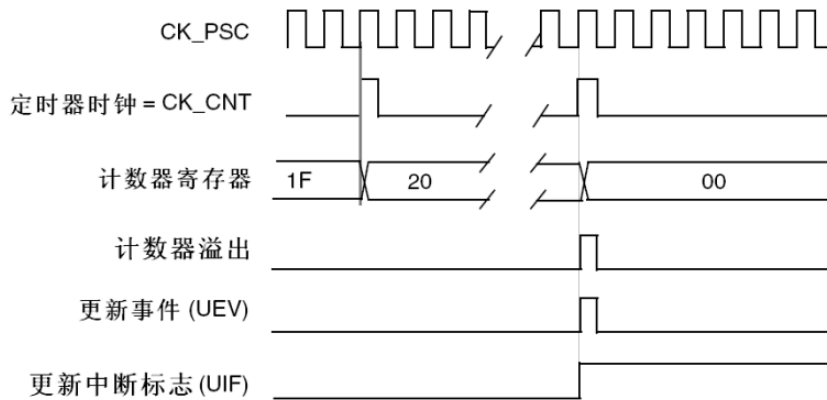 CK_PSC
定时器时钟 = CK_CNT
计数器寄存器 1F 20 00
计数器溢出
更新事件 (UEV)
更新中断标志 (UIF)